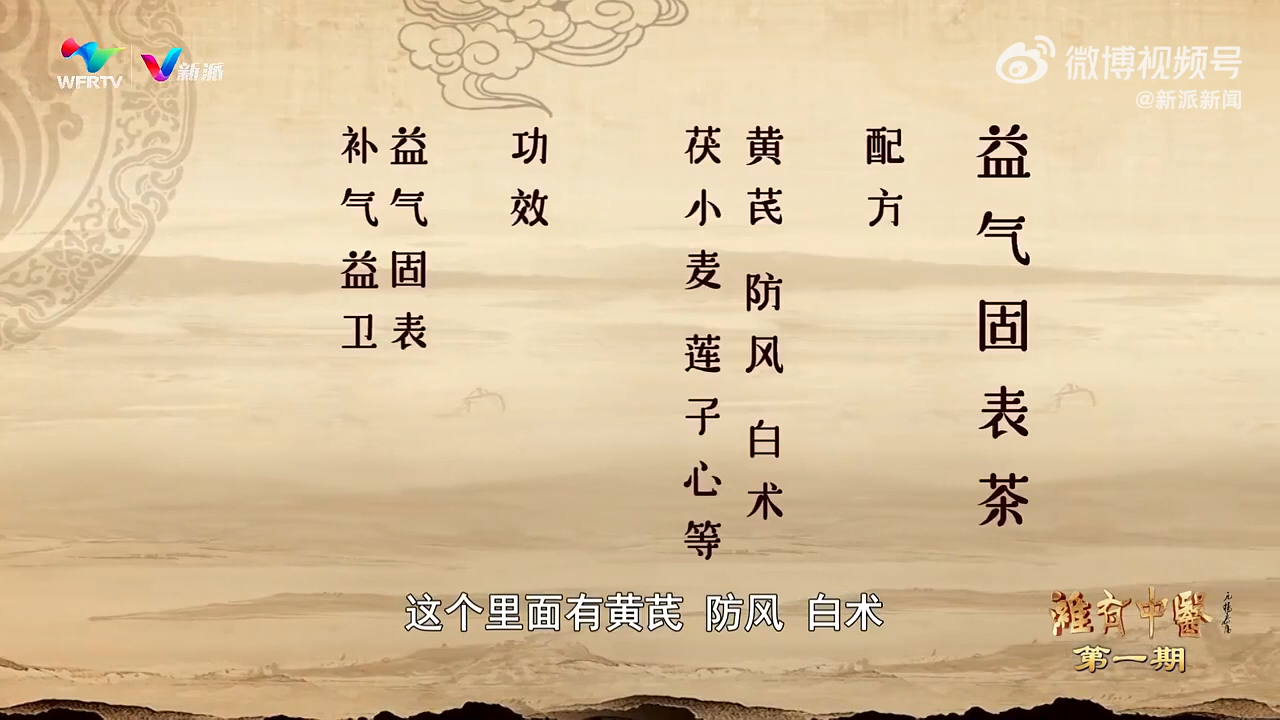 WFRTV
新派
微博视频号
@新派新闻
益气固表茶
配方
黄芪 防风 白术
茯小麦 莲子心等
功效
益气固表
补气益卫
这个里面有黄芪 防风 白术
潍有中醫
第一期